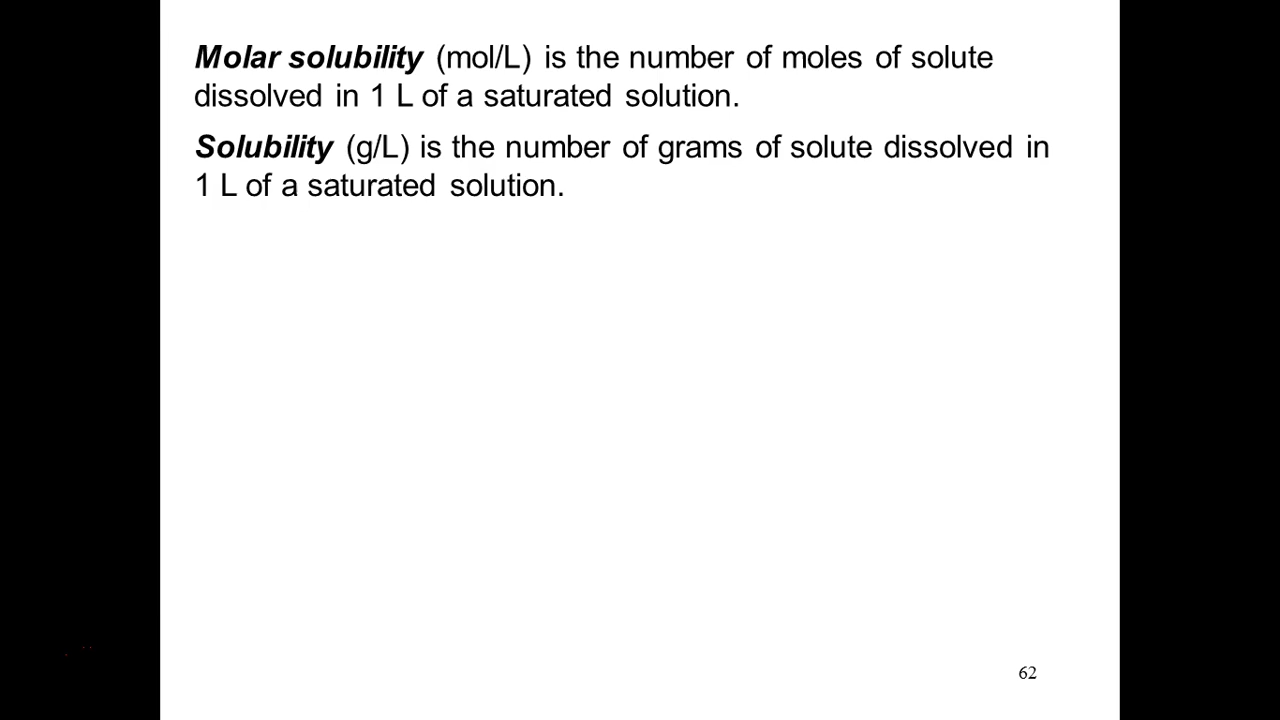 Molar solubility (mol/L) is the number of moles of solute
dissolved in 1 L of a saturated solution.
Solubility (g/L) is the number of grams of solute dissolved in
1 L of a saturated solution.
62